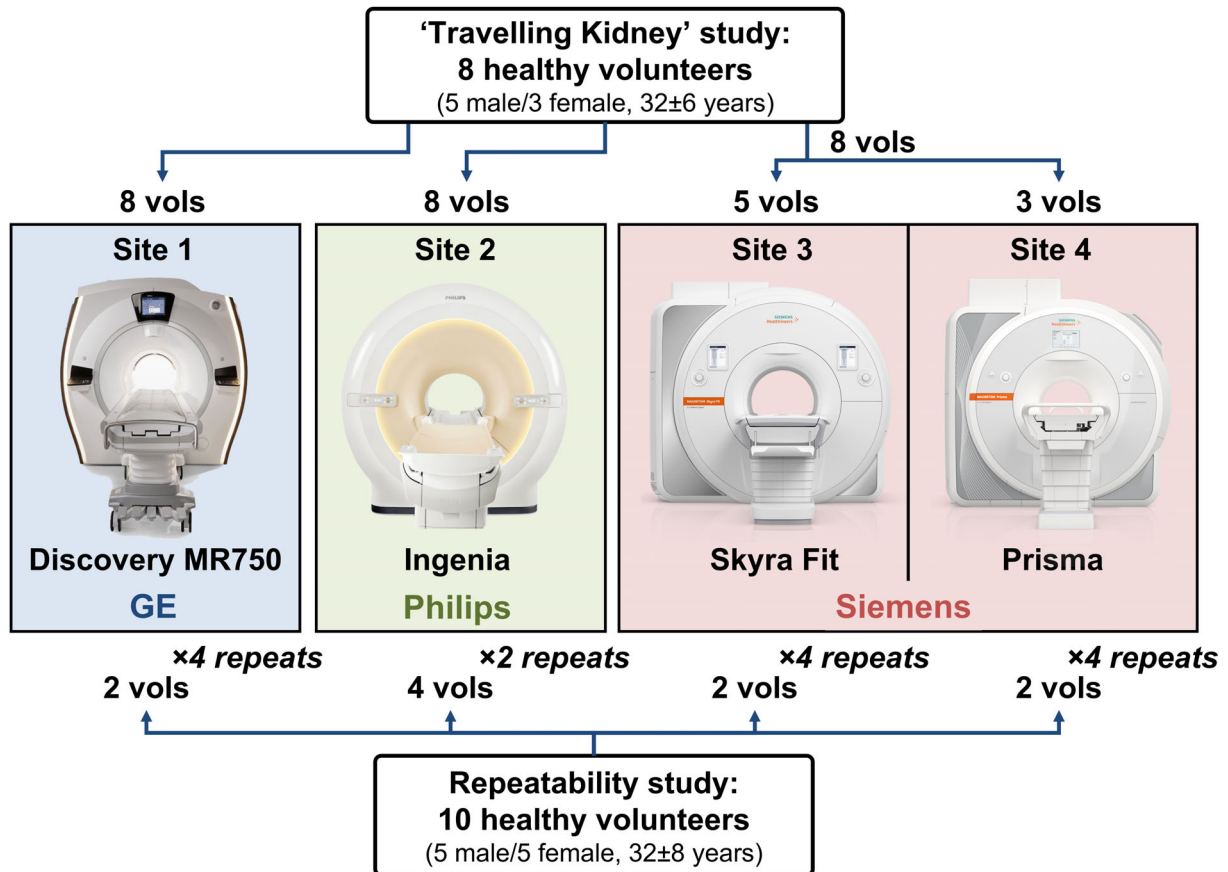 ‘Travelling Kidney’ study:
8 healthy volunteers
(5 male/3 female, 32±6 years)
8 vols
8 vols
8 vols
5 vols
3 vols
Site 1
Site 2
Site 3
Site 4
PHILIPS
SIEMENS
Healthineers
SIEMENS
Healthineers
Discovery MR750
Ingenia
Skyra Fit
Prisma
GE
Philips
Siemens
×4 repeats
×2 repeats
×4 repeats
×4 repeats
2 vols
4 vols
2 vols
2 vols
Repeatability study:
10 healthy volunteers
(5 male/5 female, 32±8 years)